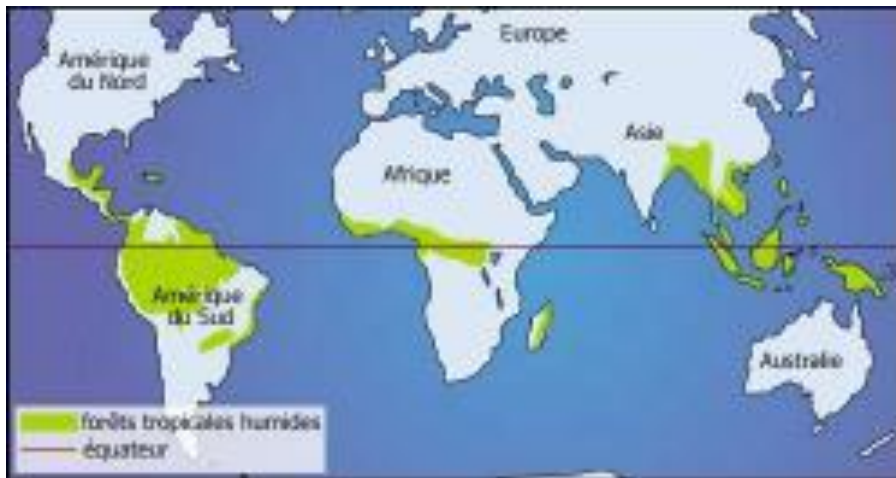 Amérique
du Nord
Europe
Asie
Afrique
Amérique
du Sud
Australie
forêts tropicales humides
équateur